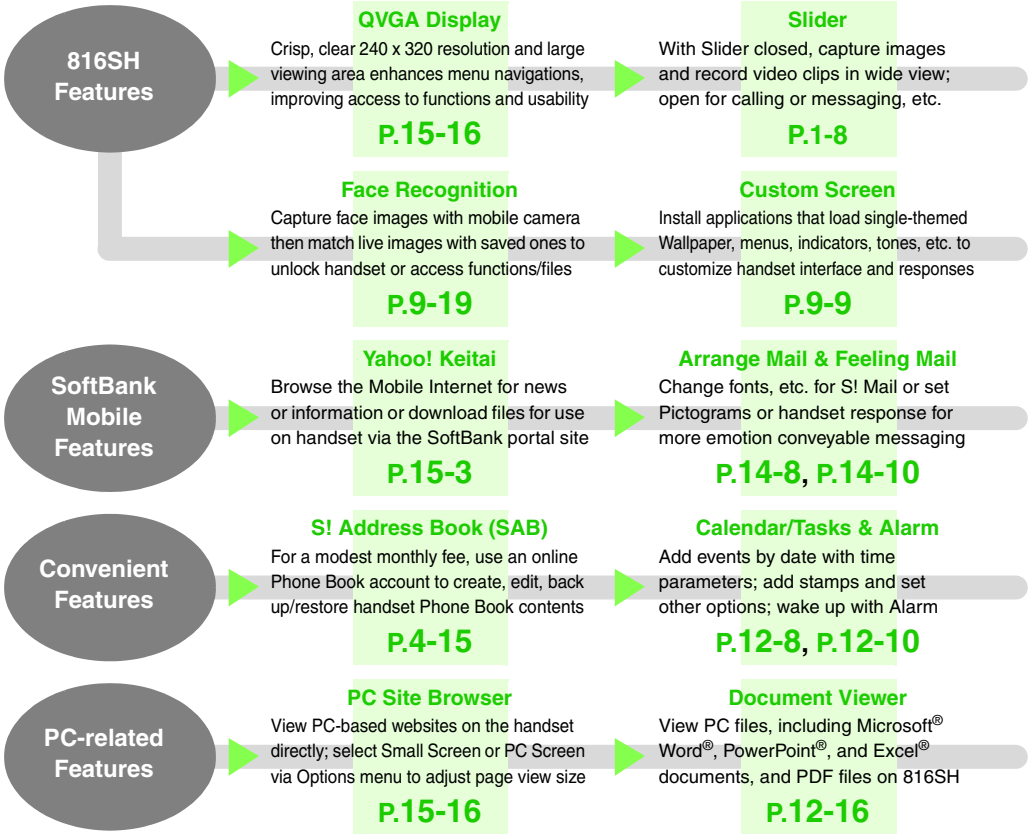 816SH
Features
QVGA Display
Crisp, clear 240 x 320 resolution and large
viewing area enhances menu navigations,
improving access to functions and usability
P.15-16
Slider
With Slider closed, capture images
and record video clips in wide view;
open for calling or messaging, etc.
P.1-8
Face Recognition
Capture face images with mobile camera
then match live images with saved ones to
unlock handset or access functions/files
P.9-19
Custom Screen
Install applications that load single-themed
Wallpaper, menus, indicators, tones, etc. to
customize handset interface and responses
P.9-9
SoftBank
Mobile
Features
Yahoo! Keitai
Browse the Mobile Internet for news
or information or download files for use
on handset via the SoftBank portal site
P.15-3
Arrange Mail & Feeling Mail
Change fonts, etc. for S! Mail or set
Pictograms or handset response for
more emotion conveyable messaging
P.14-8, P.14-10
Convenient
Features
S! Address Book (SAB)
For a modest monthly fee, use an online
Phone Book account to create, edit, back
up/restore handset Phone Book contents
P.4-15
Calendar/Tasks & Alarm
Add events by date with time
parameters; add stamps and set
other options; wake up with Alarm
P.12-8, P.12-10
PC-related
Features
PC Site Browser
View PC-based websites on the handset
directly; select Small Screen or PC Screen
via Options menu to adjust page view size
P.15-16
Document Viewer
View PC files, including Microsoft®
Word®, PowerPoint®, and Excel®
documents, and PDF files on 816SH
P.12-16